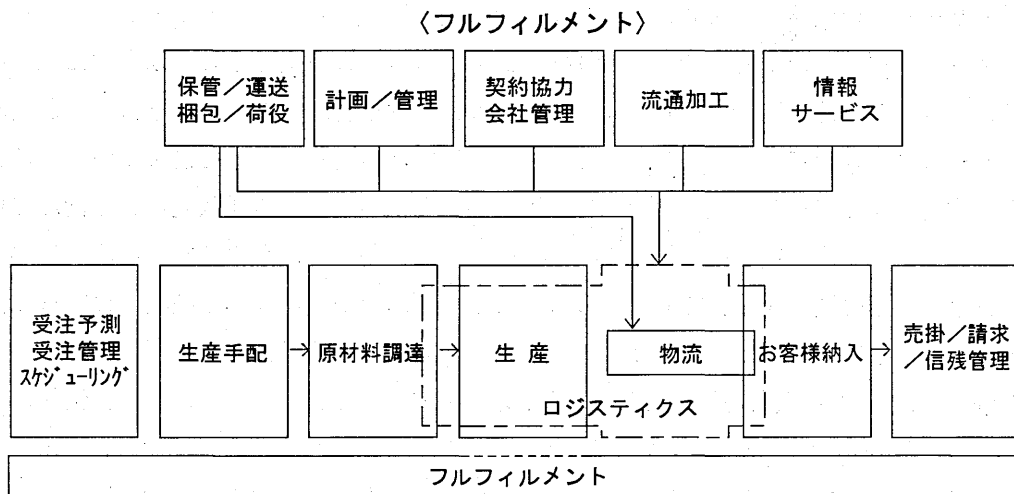 〈フルフィルメント〉
保管／運送
梱包／荷役
計画／管理
契約協力
会社管理
流通加工
情報
サービス
受注予測
受注管理
スケジューリング
生産手配
原材料調達
生 産
物流
お客様納入
売掛／請求
／信残管理
ロジスティクス
フルフィルメント